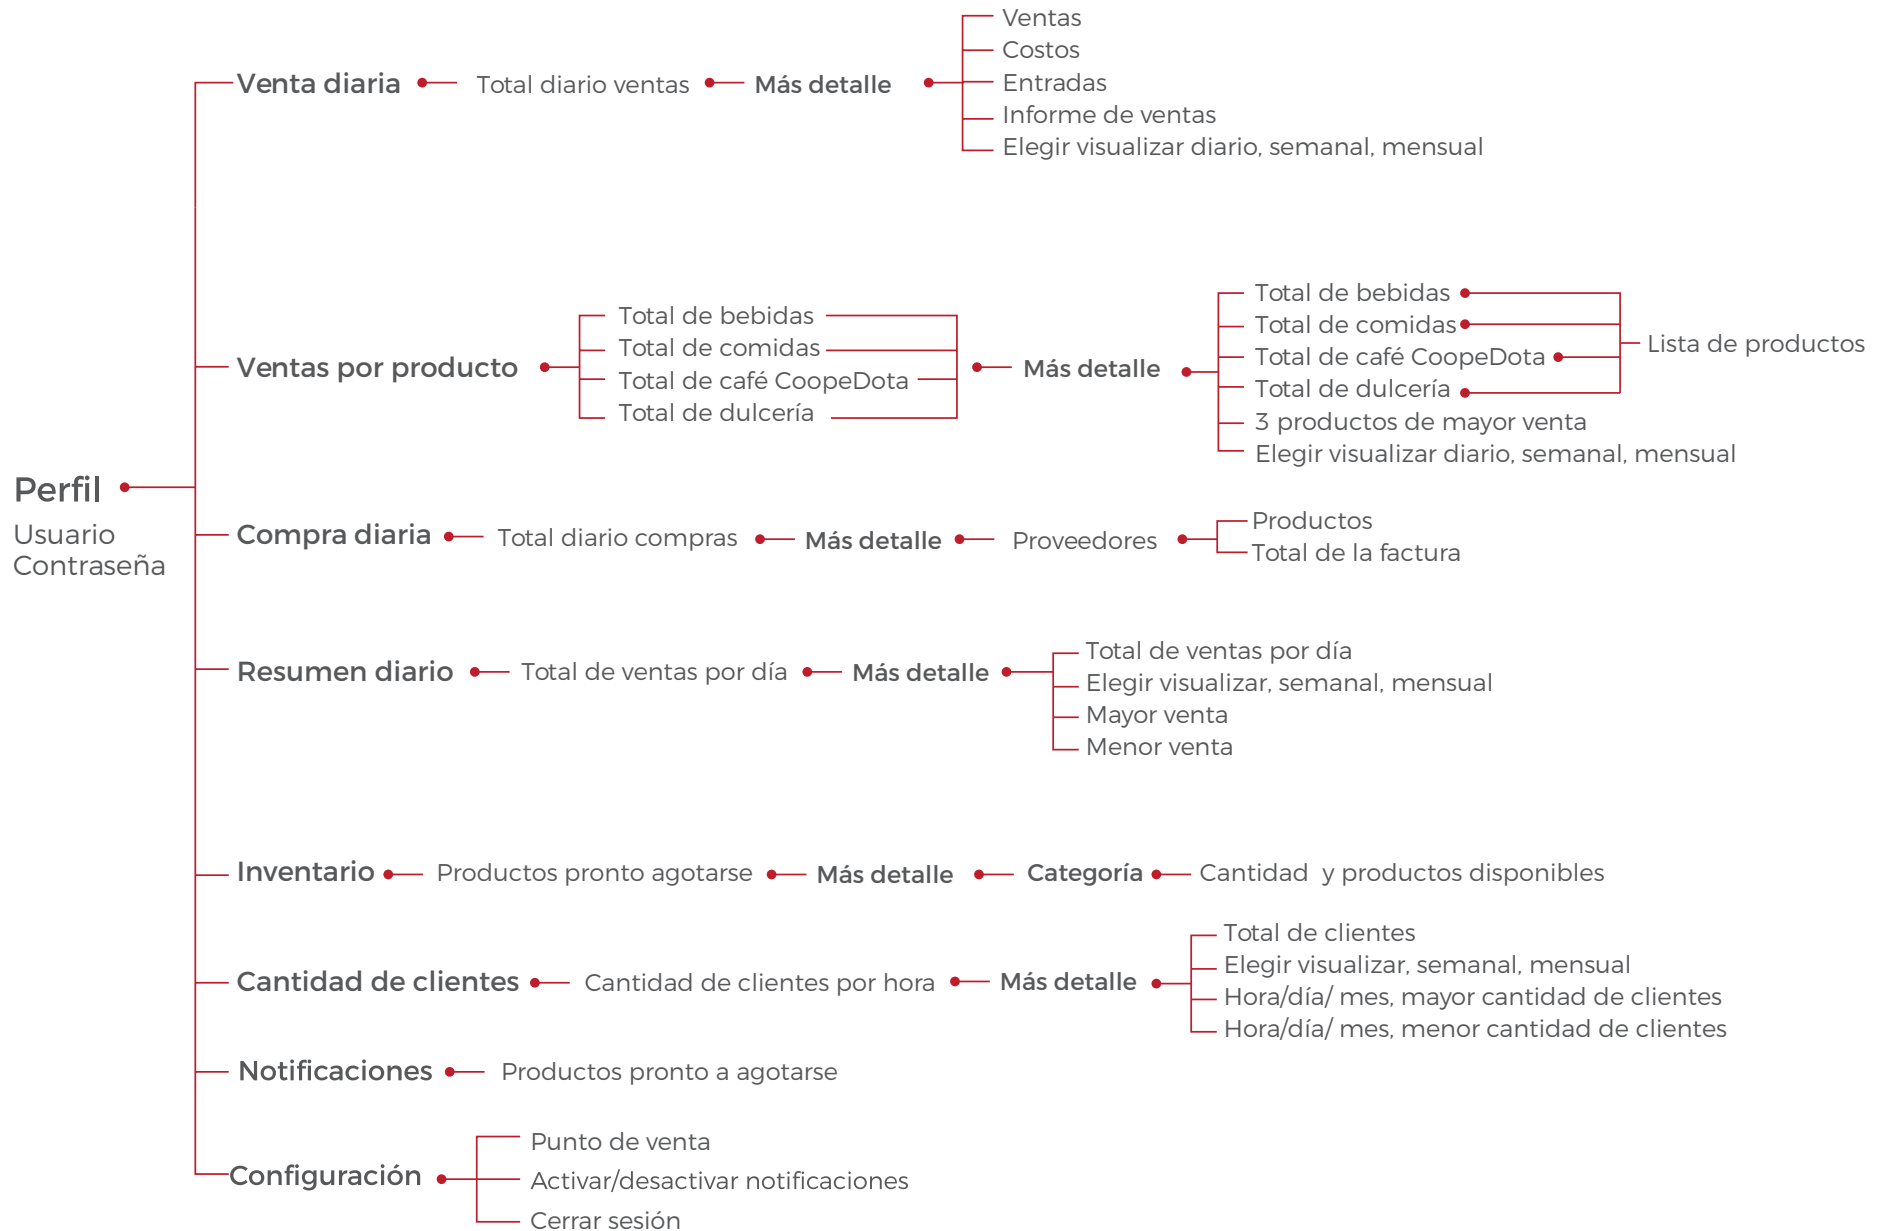 Perfil
Usuario
Contraseña
Venta diaria
Total diario ventas
Más detalle
Ventas
Costos
Entradas
Informe de ventas
Elegir visualizar diario, semanal, mensual
Ventas por producto
Total de bebidas
Total de comidas
Total de café CoopeDota
Total de dulcería
Más detalle
Total de bebidas
Total de comidas
Total de café CoopeDota
Total de dulcería
3 productos de mayor venta
Elegir visualizar diario, semanal, mensual
Lista de productos
Compra diaria
Total diario compras
Más detalle
Proveedores
Productos
Total de la factura
Resumen diario
Total de ventas por día
Más detalle
Total de ventas por día
Elegir visualizar, semanal, mensual
Mayor venta
Menor venta
Inventario
Productos pronto agotarse
Más detalle
Categoría
Cantidad  y productos disponibles
Cantidad de clientes
Cantidad de clientes por hora
Más detalle
Total de clientes
Elegir visualizar, semanal, mensual
Hora/día/ mes, mayor cantidad de clientes
Hora/día/ mes, menor cantidad de clientes
Notificaciones
Productos pronto a agotarse
Configuración
Punto de venta
Activar/desactivar notificaciones
Cerrar sesión